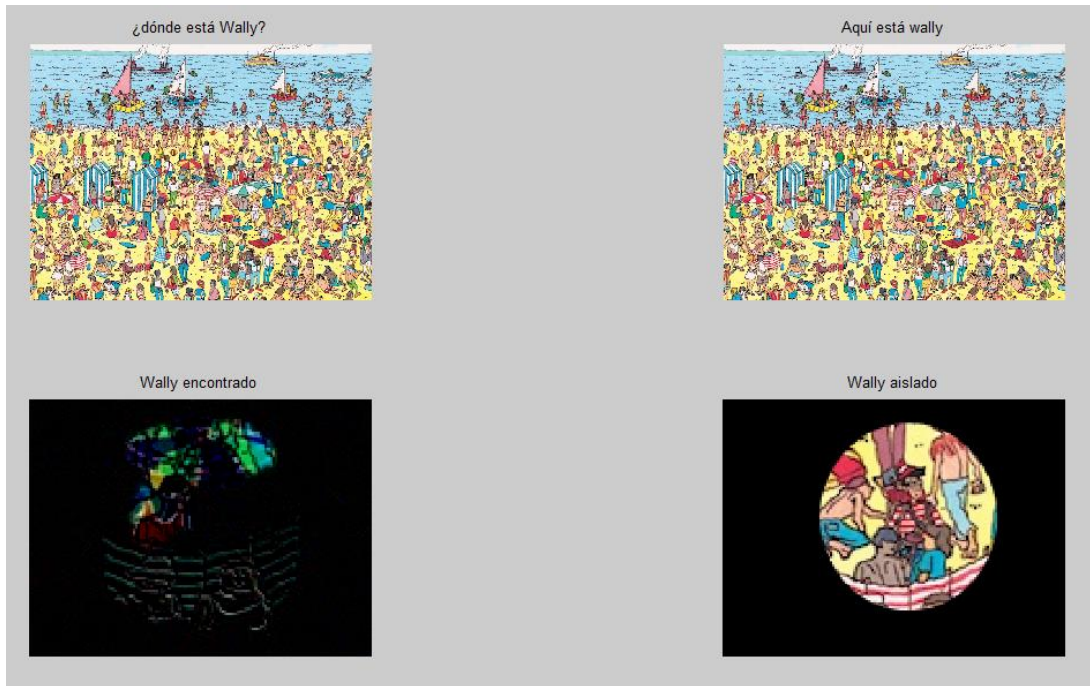 ¿dónde está Wally?
Aquí está wally
Wally encontrado
Wally aislado